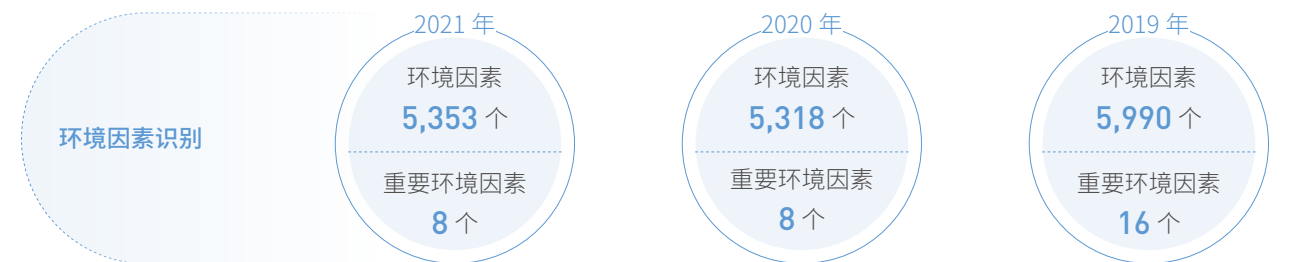 环境因素识别
2021 年
环境因素
5,353 个
重要环境因素
8 个
2020 年
环境因素
5,318 个
重要环境因素
8 个
2019 年
环境因素
5,990 个
重要环境因素
16 个